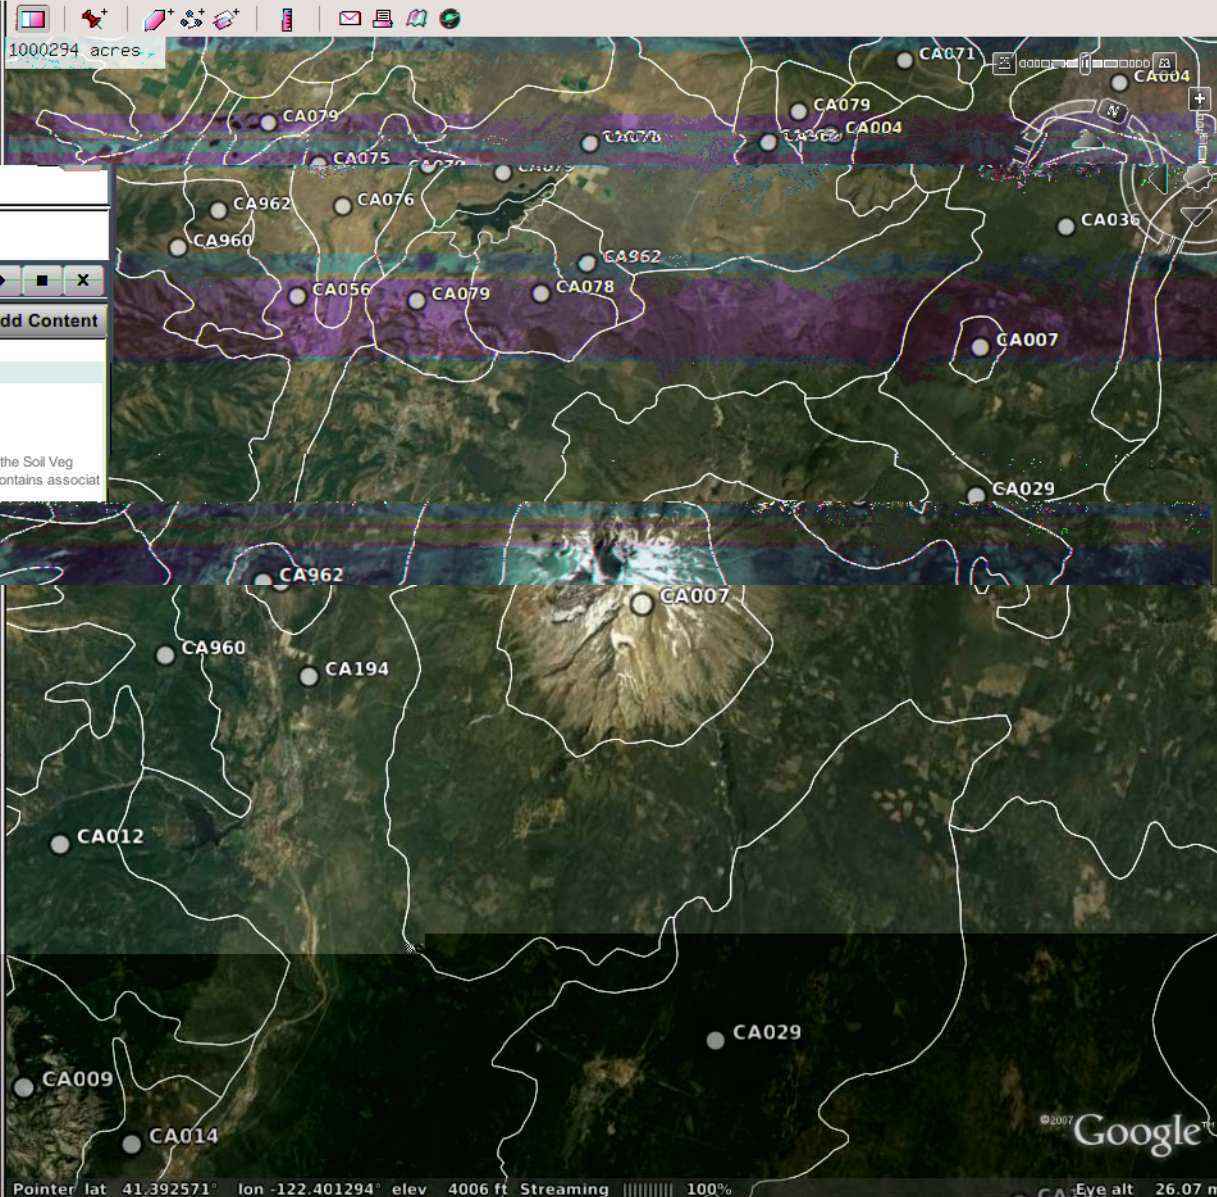 1000294 acres
CA071
CA004
CA079
CA079
CA004
CA075
CA962
CA076
CA036
CA960
CA962
CA056
CA079
CA078
dd Content
CA007
the Soil Veg
ontains associat
CA029
CA962
CA007
CA960
CA194
CA012
CA029
CA009
CA014
©2007 Google™
Pointer lat 41.392571° lon -122.401294° elev 4006 ft Streaming |||||||||| 100% Eye alt 26.07 m